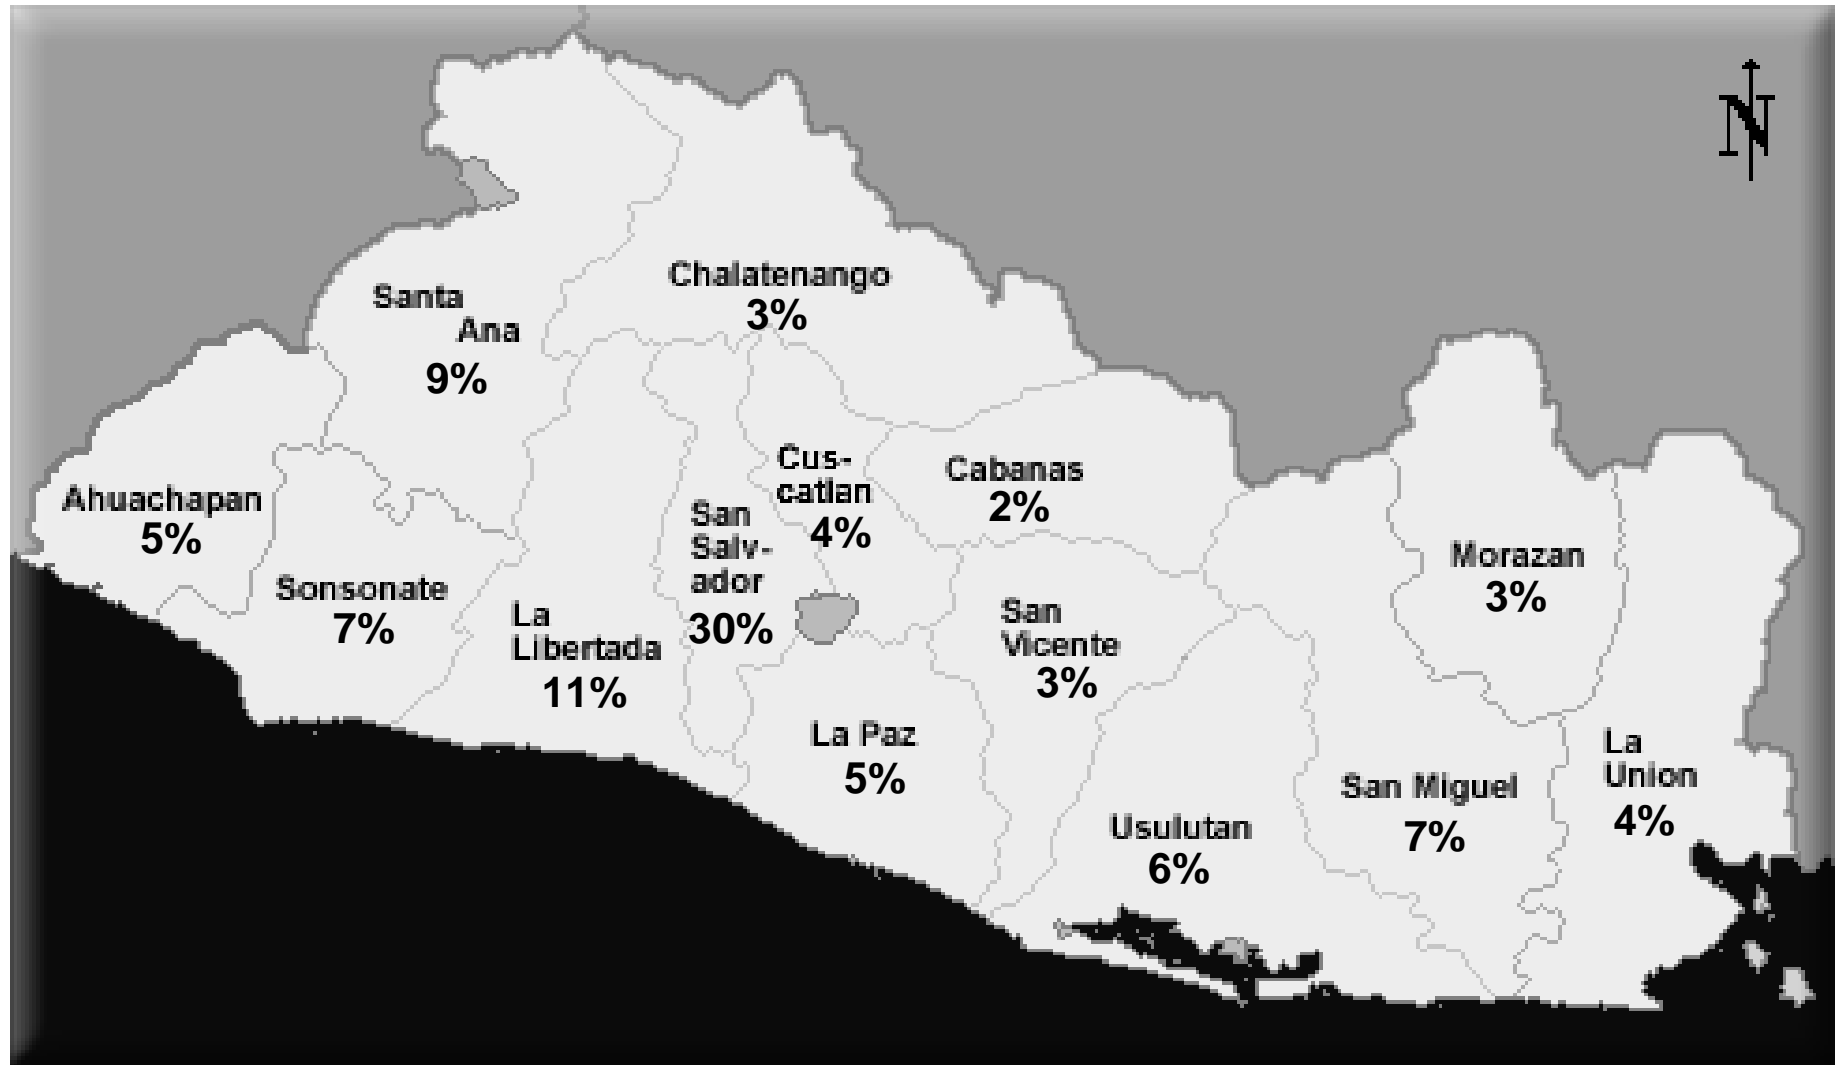 N
Chalatenango
3%
Santa
Ana
9%
Ahuachapan
5%
Sonsonate
7%
La
Libertada
11%
San
Salv-
ador
30%
Cus-
catlan
4%
Cabanas
2%
San
Vicente
3%
La Paz
5%
Usulutan
6%
San Miguel
7%
Morazan
3%
La
Union
4%